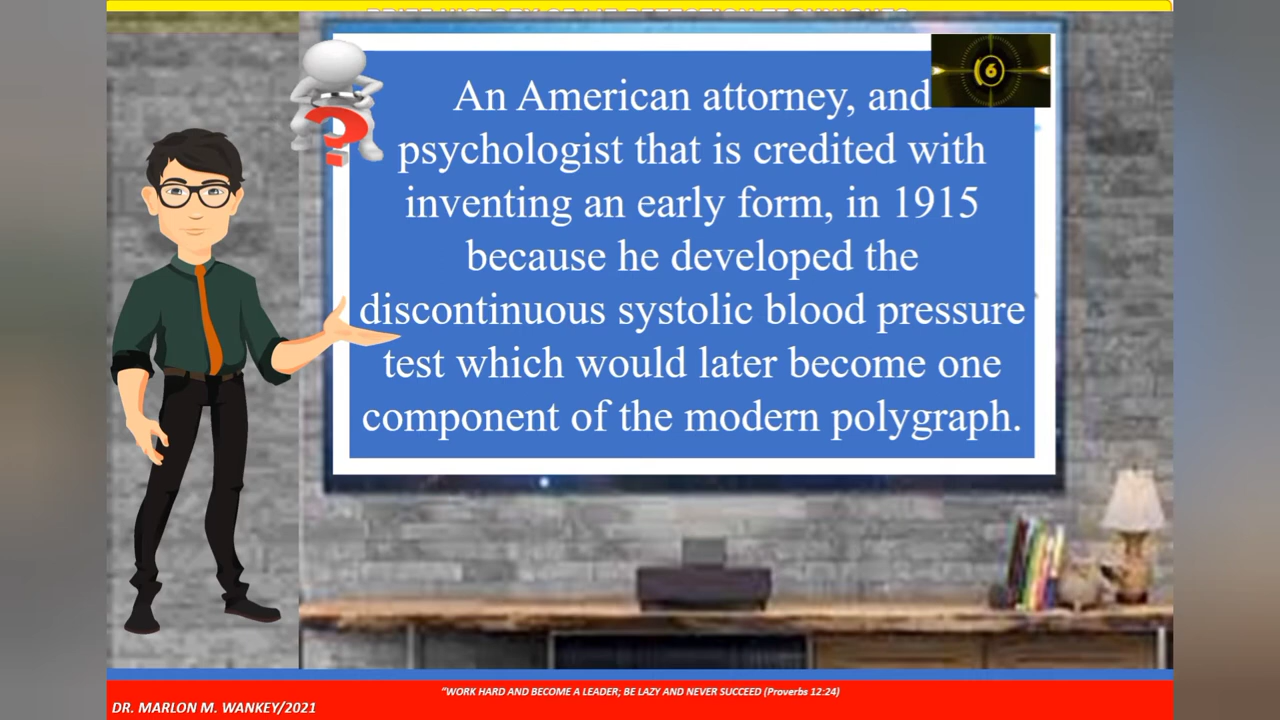 An American attorney, and
psychologist that is credited with
inventing an early form, in 1915
because he developed the
discontinuous systolic blood pressure
test which would later become one
component of the modern polygraph.
6
?
"WORK HARD AND BECOME A LEADER; BE LAZY AND NEVER SUCCEED (Proverbs 12:24)
DR. MARLON M. WANKEY/2021